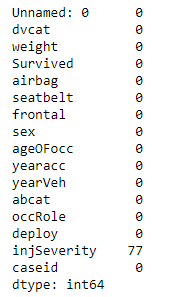 Unnamed: 0 0
dvcat 0
weight 0
Survived 0
airbag 0
seatbelt 0
frontal 0
sex 0
ageOFocc 0
yearacc 0
yearVeh 0
abcat 0
occRole 0
deploy 0
injSeverity 77
caseid 0
dtype: int64